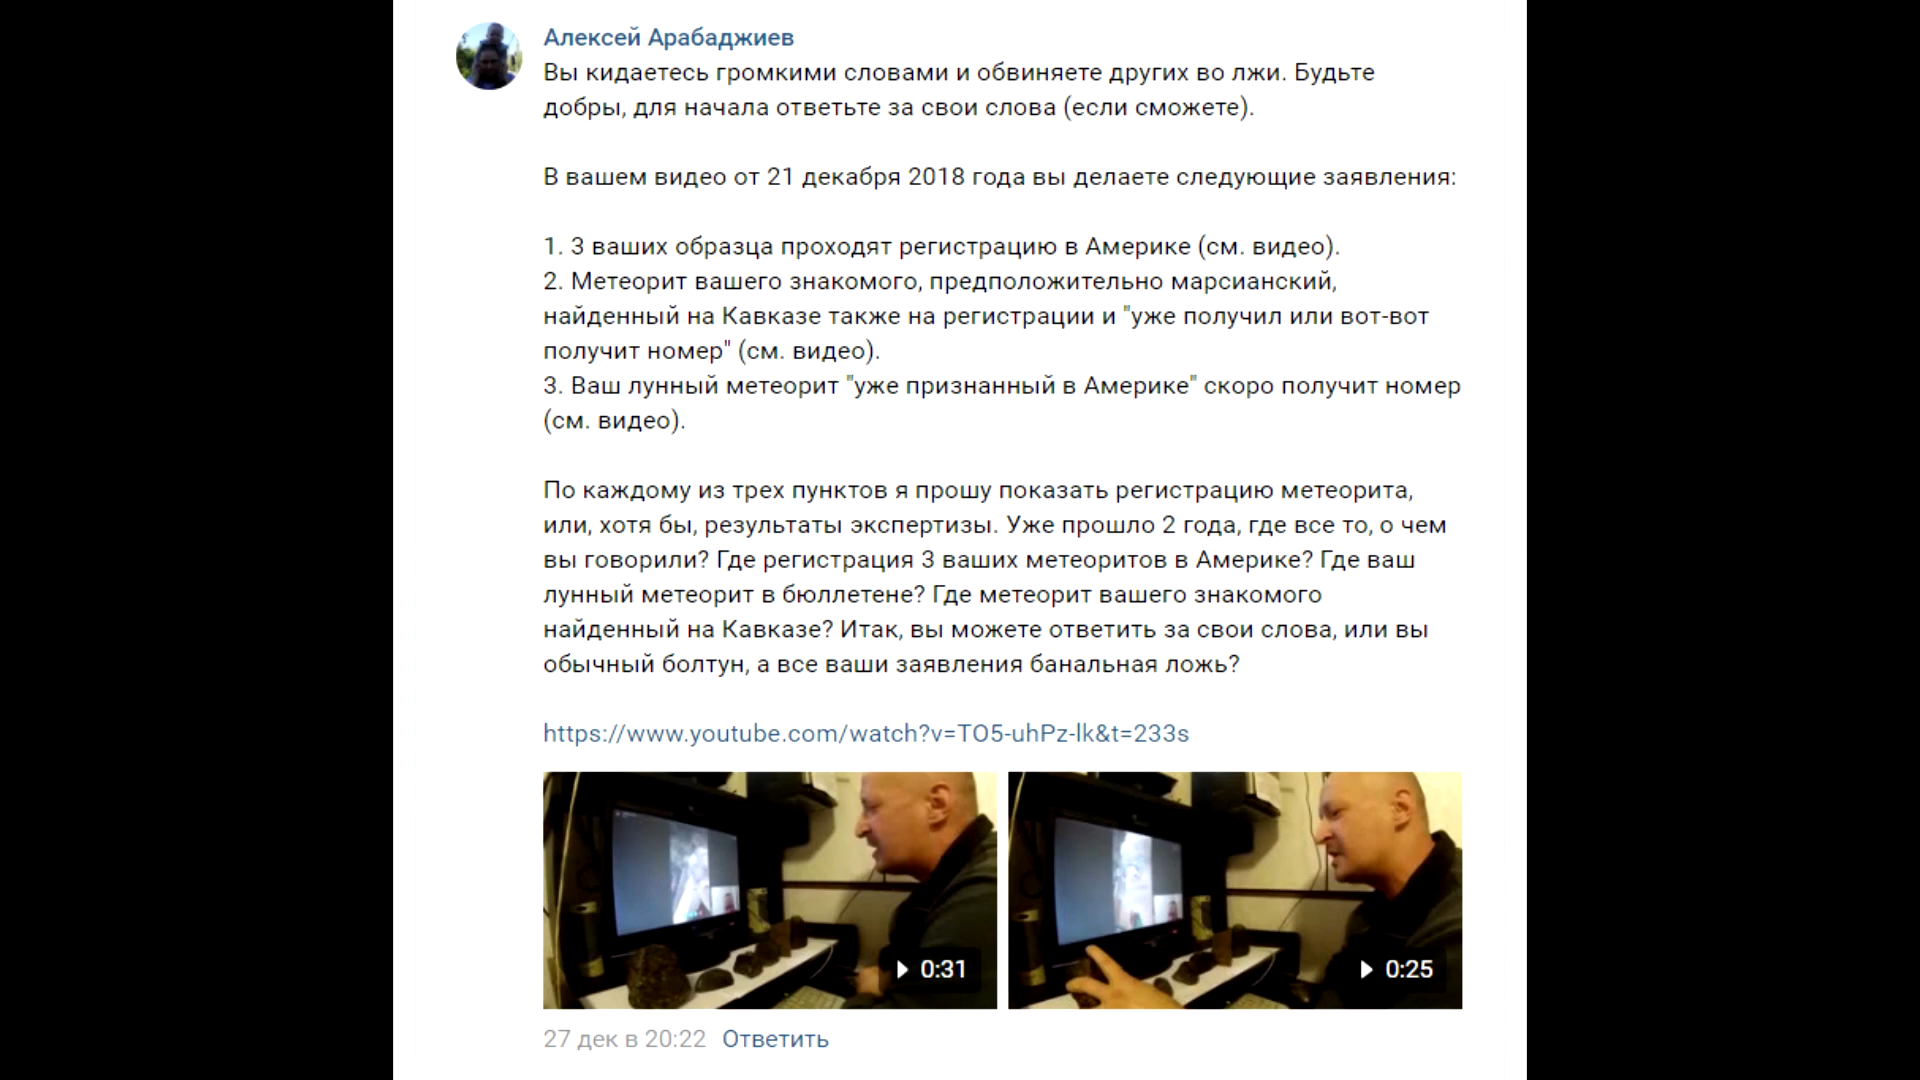 Алексей Арабаджиев
Вы кидаетесь громкими словами и обвиняете других во лжи. Будьте
добры, для начала ответьте за свои слова (если сможете).
В вашем видео от 21 декабря 2018 года вы делаете следующие заявления:
1. 3 ваших образца проходят регистрацию в Америке (см. видео).
2. Метеорит вашего знакомого, предположительно марсианский,
найденный на Кавказе также на регистрации и "уже получил или вот-вот
получит номер" (см. видео).
3. Ваш лунный метеорит "уже признанный в Америке" скоро получит номер
(см. видео).
По каждому из трех пунктов я прошу показать регистрацию метеорита,
или, хотя бы, результаты экспертизы. Уже прошло 2 года, где все то, о чем
вы говорили? Где регистрация 3 ваших метеоритов в Америке? Где ваш
лунный метеорит в бюллетене? Где метеорит вашего знакомого
найденный на Кавказе? Итак, вы можете ответить за свои слова, или вы
обычный болтун, а все ваши заявления банальная ложь?
https://www.youtube.com/watch?v=TO5-uhPz-lk&t=233s
0:31
0:25
27 дек в 20:22 Ответить